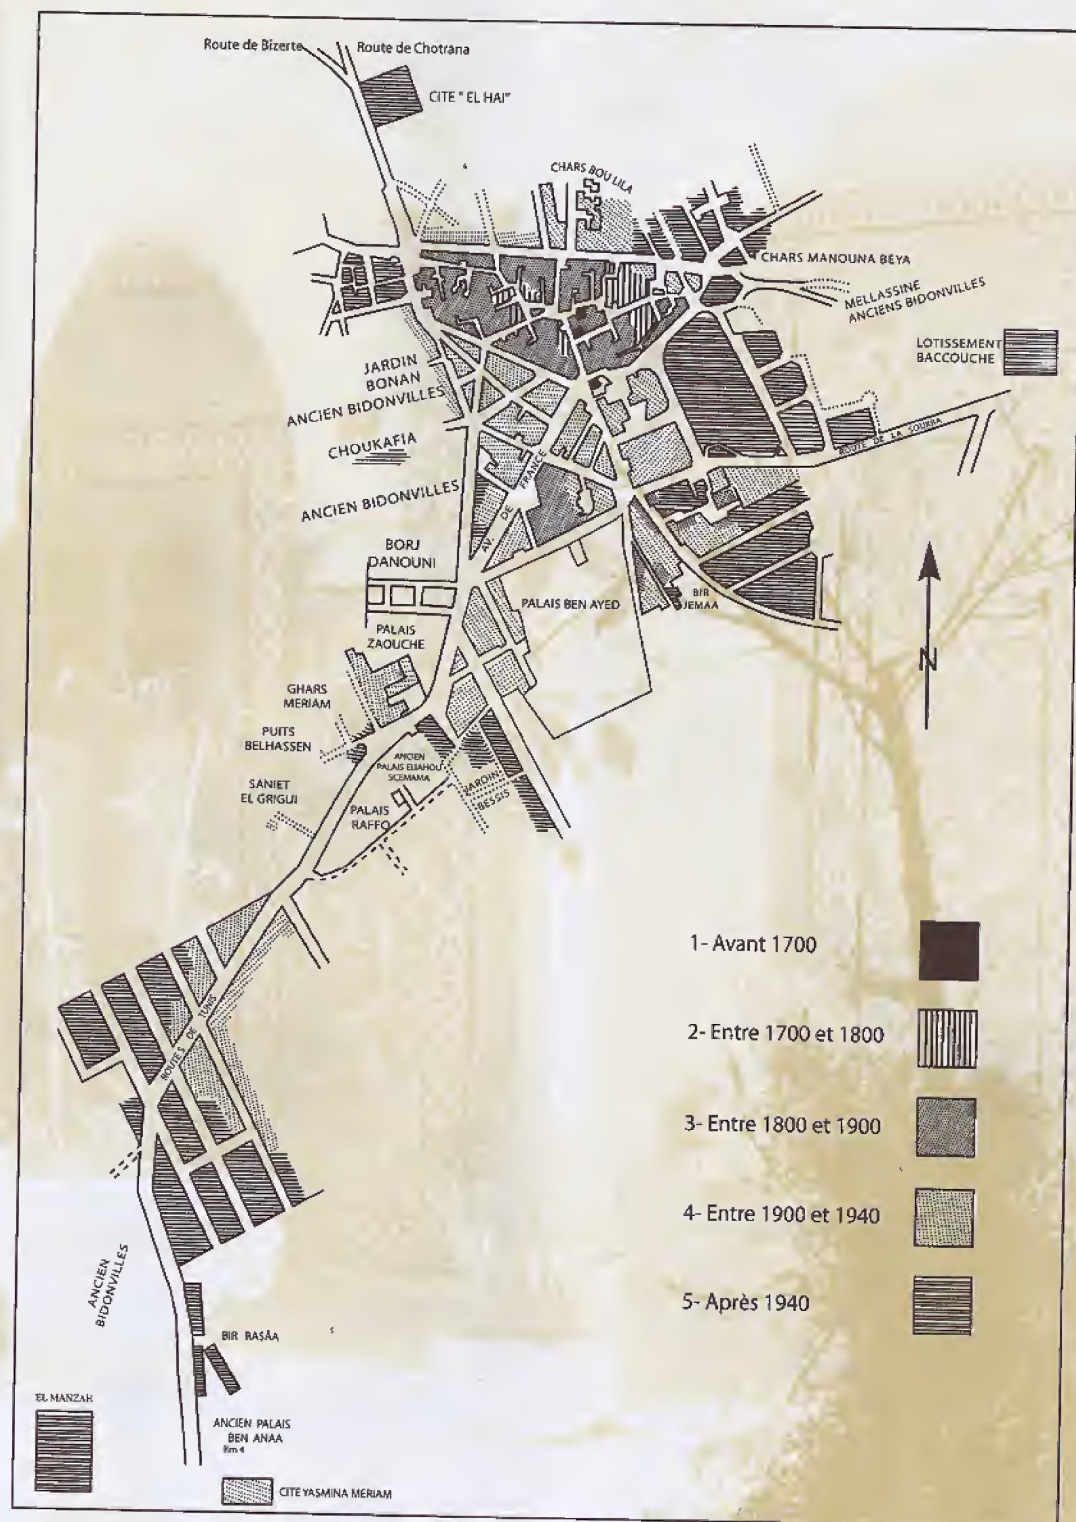 Route de Bizerte
Route de Chotrana
CITE "EL HAI"
CHARS BOU LILA
CHARS MANOUNA BEYA
MELLASSINE
ANCIENS BIDONVILLES
LOTISSEMENT
BACCOUCHE
JARDIN
BONAN
ANCIEN BIDONVILLES
CHOUKAFIA
ANCIEN BIDONVILLES
AV. DE FRANCE
ROUTE DE LA SOUKRA
BORJ
DANOUNI
PALAIS BEN AYED
BIR
JEMAA
PALAIS
ZAOUCHE
N
GHARS
MERIAM
PUITS
BELHASSEN
ANCIEN
PALAIS ELIAHOU
SCEMAMA
JARDIN
BESSIS
SANIET
EL GRIGUI
PALAIS
RAFFO
1- Avant 1700
2- Entre 1700 et 1800
3- Entre 1800 et 1900
4- Entre 1900 et 1940
5- Après 1940
ROUTES DE TUNIS
ANCIEN
BIDONVILLES
BIR RASÂA
EL MANZAH
ANCIEN PALAIS
BEN ANAA
Km 4
CITE YASMINA MERIAM